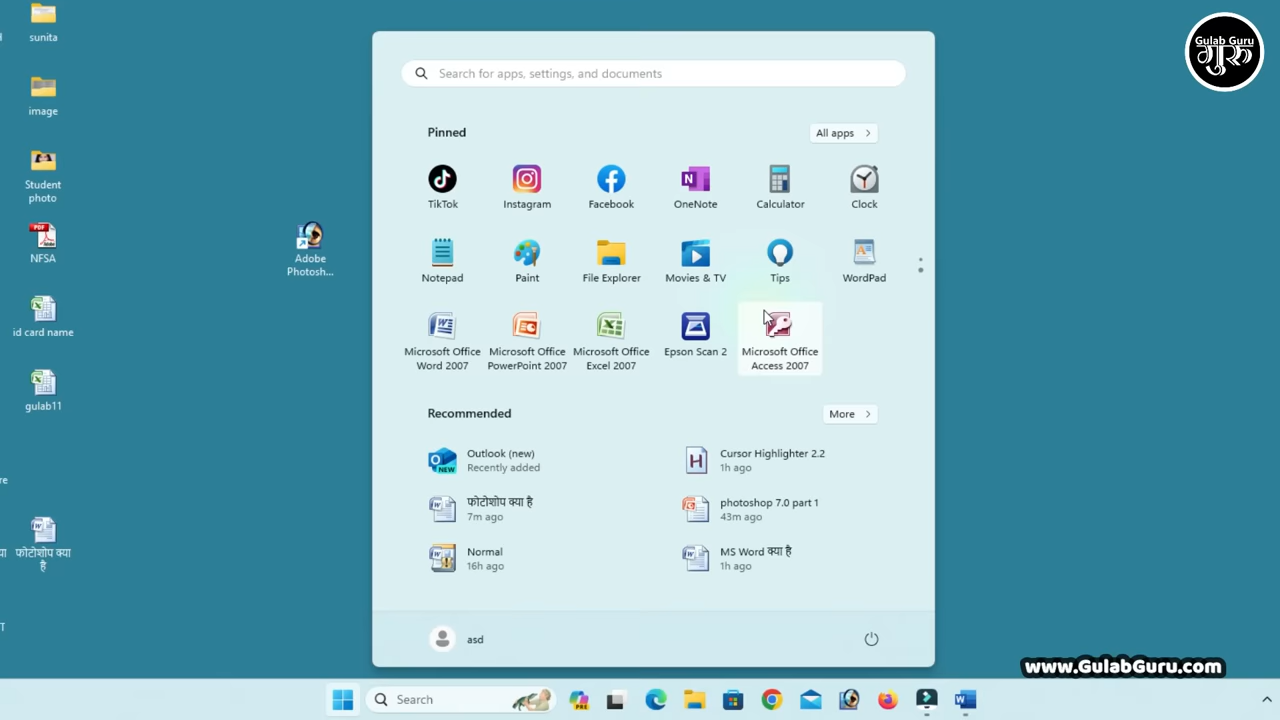 sunita
image
Student
photo
NFSA
id card name
gulab11
re
फोटोशोप क्या
है
Adobe
Photosh...
Search for apps, settings, and documents
Pinned
All apps
TikTok
Instagram
Facebook
OneNote
Calculator
Clock
Notepad
Paint
File Explorer
Movies & TV
Tips
WordPad
Microsoft Office
Word 2007
Microsoft Office
PowerPoint 2007
Microsoft Office
Excel 2007
Epson Scan 2
Microsoft Office
Access 2007
Recommended
More
Outlook (new)
Recently added
Cursor Highlighter 2.2
1h ago
फोटोशोप क्या है
7m ago
photoshop 7.0 part 1
43m ago
Normal
16h ago
MS Word क्या है
1h ago
asd
Search
PRE
Gulab Guru
गुरु
www.GulabGuru.com